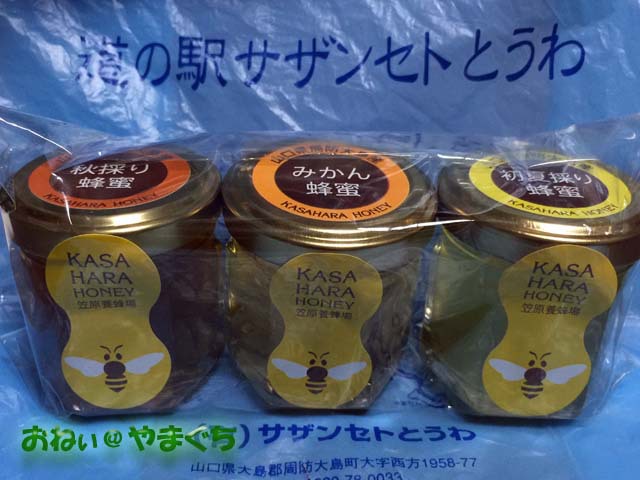 道の駅サザンセトとうわ
秋採り
蜂蜜
KASAHARA HONEY
山口県周防大島産
みかん
蜂蜜
KASAHARA HONEY
初夏採り
蜂蜜
KASAHARA HONEY
KASA
HARA
HONEY
笠原養蜂場
KASA
HARA
HONEY
笠原養蜂場
KASA
HARA
HONEY
笠原養蜂場
おねぃ@やまぐち
)サザンセトとうわ
山口県大島郡周防大島町大字西方1958-77
78-0033